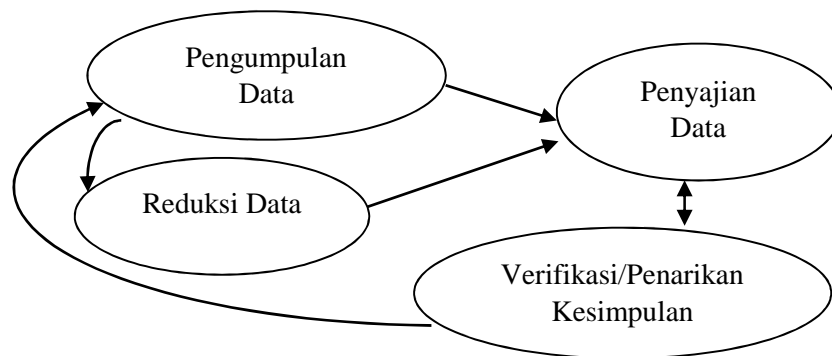 Pengumpulan
Data
Penyajian
Data
Reduksi Data
Verifikasi/Penarikan
Kesimpulan